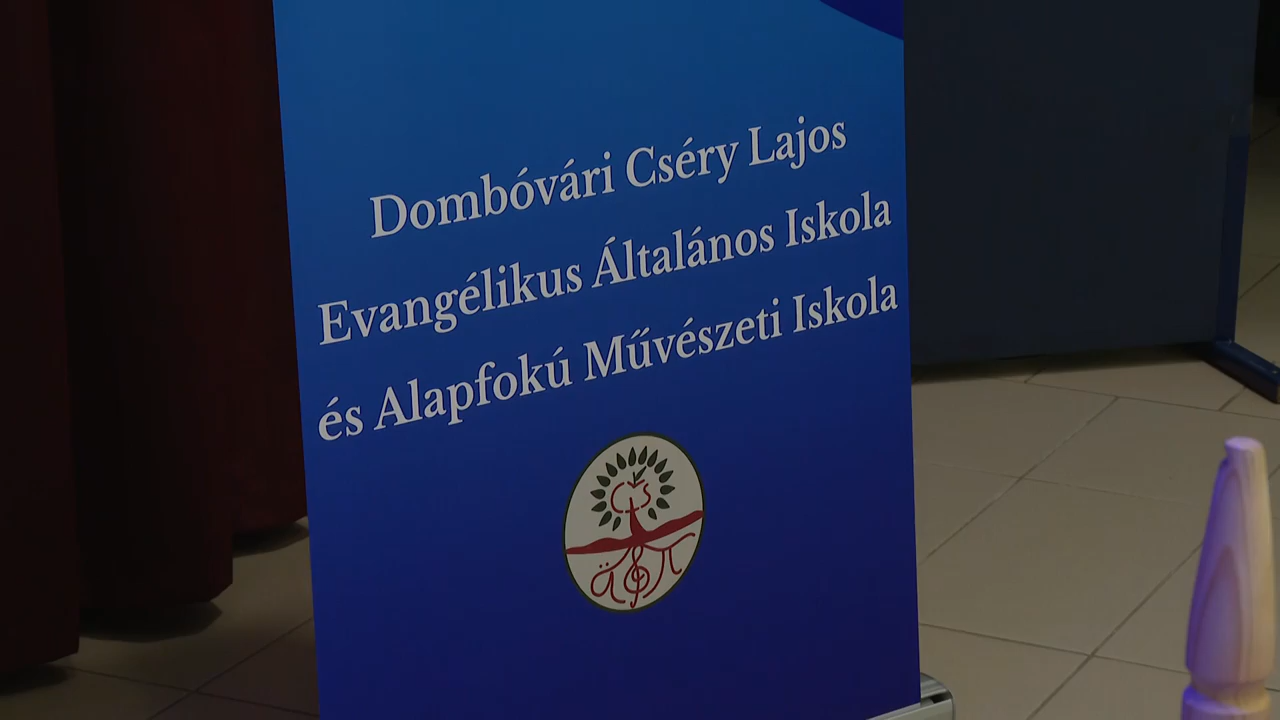 Dombóvári Cséry Lajos
Evangélikus Általános Iskola
és Alapfokú Művészeti Iskola